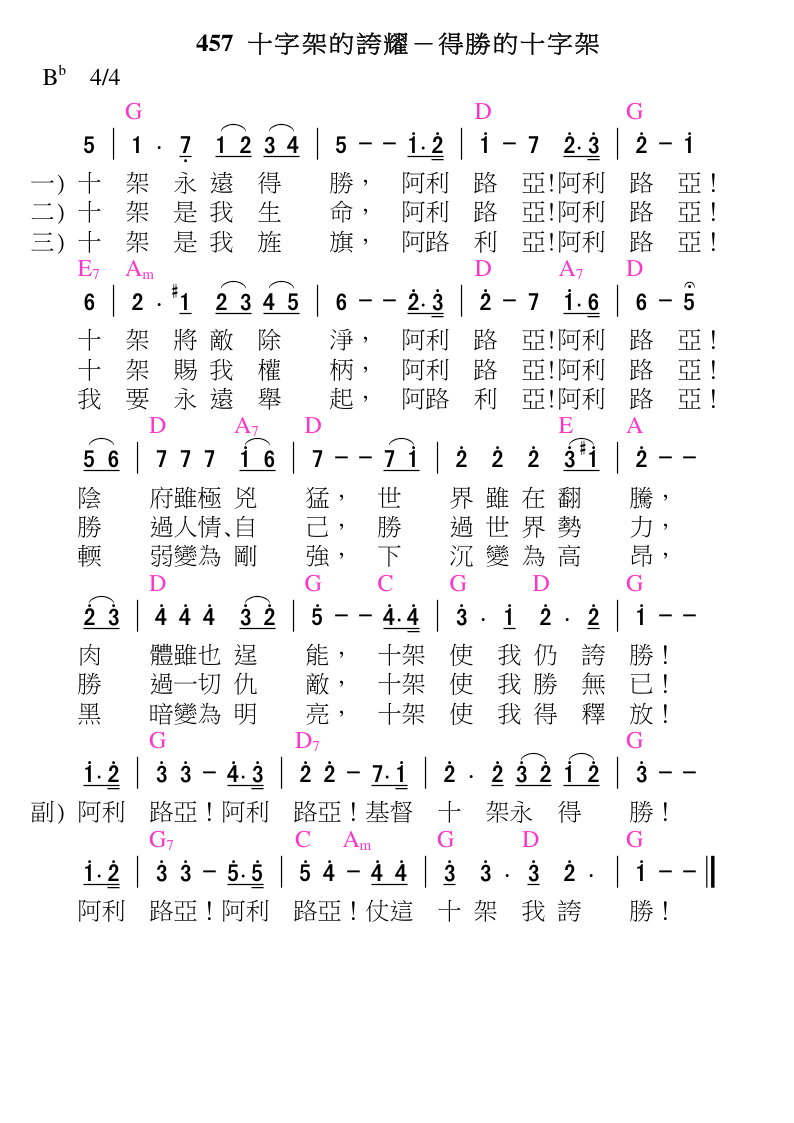 457 十字架的誇耀－得勝的十字架
Bb 4/4
G D G
5 | 1 . 7 1 2 3 4 | 5 - - 1.2 | 1 - 7 2.3 | 2 - 1
一) 十 架 永 遠 得 勝， 阿利 路 亞!阿利 路 亞！
二) 十 架 是 我 生 命， 阿利 路 亞!阿利 路 亞！
三) 十 架 是 我 旌 旗， 阿路 利 亞!阿利 路 亞！
E7 Am D A7 D
6 | 2 . #1 2 3 4 5 | 6 - - 2.3 | 2 - 7 1.6 | 6 - 5
十 架 將 敵 除 淨， 阿利 路 亞!阿利 路 亞！
十 架 賜 我 權 柄， 阿利 路 亞!阿利 路 亞！
我 要 永 遠 舉 起， 阿路 利 亞!阿利 路 亞！
D A7 D E A
5 6 | 7 7 7 1 6 | 7 - - 7 1 | 2 2 2 3 #1 | 2 - -
陰 府雖極 兇 猛， 世 界 雖 在 翻 騰，
勝 過人情、自 己， 勝 過 世 界 勢 力，
輭 弱變為 剛 強， 下 沉 變 為 高 昂，
D G C G D G
2 3 | 4 4 4 3 2 | 5 - - 4.4 | 3 . 1 2 . 2 | 1 - -
肉 體雖也 逞 能， 十架 使 我 仍 誇 勝！
勝 過一切 仇 敵， 十架 使 我 勝 無 已！
黑 暗變為 明 亮， 十架 使 我 得 釋 放！
G D7 G
1.2 | 3 3 - 4.3 | 2 2 - 7.1 | 2 . 2 3 2 1 2 | 3 - -
副) 阿利 路亞！阿利 路亞！基督 十 架永 得 勝！
G7 C Am G D G
1.2 | 3 3 - 5.5 | 5 4 - 4 4 | 3 3 . 3 2 . | 1 - - ‖
阿利 路亞！阿利 路亞！仗這 十 架 我 誇 勝！